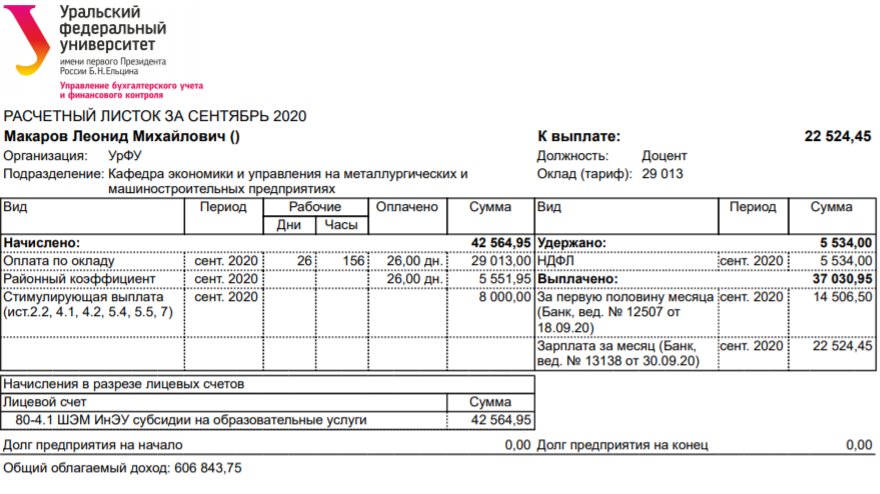 Уральский
федеральный
университет
имени первого Президента
России Б.Н.Ельцина
Управление бухгалтерского учета
и финансового контроля
РАСЧЕТНЫЙ ЛИСТОК ЗА СЕНТЯБРЬ 2020
Макаров Леонид Михайлович () К выплате: 22 524,45
Организация: УрФУ Должность: Доцент
Подразделение: Кафедра экономики и управления на металлургических и Оклад (тариф): 29 013
машиностроительных предприятиях
Вид Период Рабочие Оплачено Сумма Вид Период Сумма
Дни Часы
Начислено: 42 564,95 Удержано: 5 534,00
Оплата по окладу сент. 2020 26 156 26,00 дн. 29 013,00 НДФЛ сент. 2020 5 534,00
Районный коэффициент сент. 2020 26,00 дн. 5 551,95 Выплачено: 37 030,95
Стимулирующая выплата сент. 2020 8 000,00 За первую половину месяца сент. 2020 14 506,50
(ист.2.2, 4.1, 4.2, 5.4, 5.5, 7) (Банк, вед. № 12507 от
18.09.20)
Зарплата за месяц (Банк, сент. 2020 22 524,45
вед. № 13138 от 30.09.20)
Начисления в разрезе лицевых счетов
Лицевой счет Сумма
80-4.1 ШЭМ ИнЭУ субсидии на образовательные услуги 42 564,95
Долг предприятия на начало 0,00 Долг предприятия на конец 0,00
Общий облагаемый доход: 606 843,75